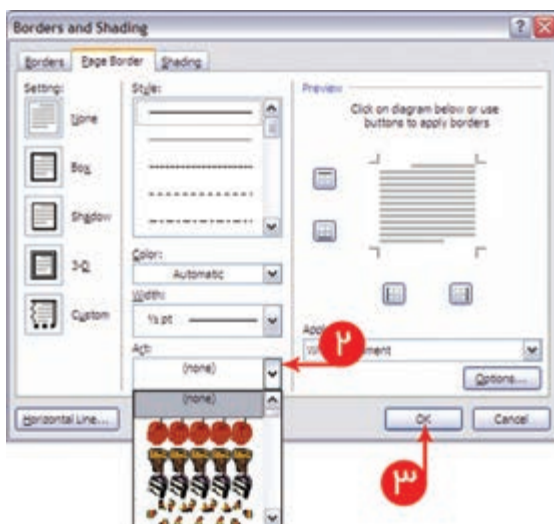 Borders and Shading
Borders
Page Border
Shading
Setting:
None
Box
Shadow
3-D
Custom
Style:
Color:
Automatic
Width:
½ pt
Art:
(none)
(none)
Preview
Click on diagram below or use
buttons to apply borders
۲
Options...
Horizontal Line...
OK
Cancel
۳